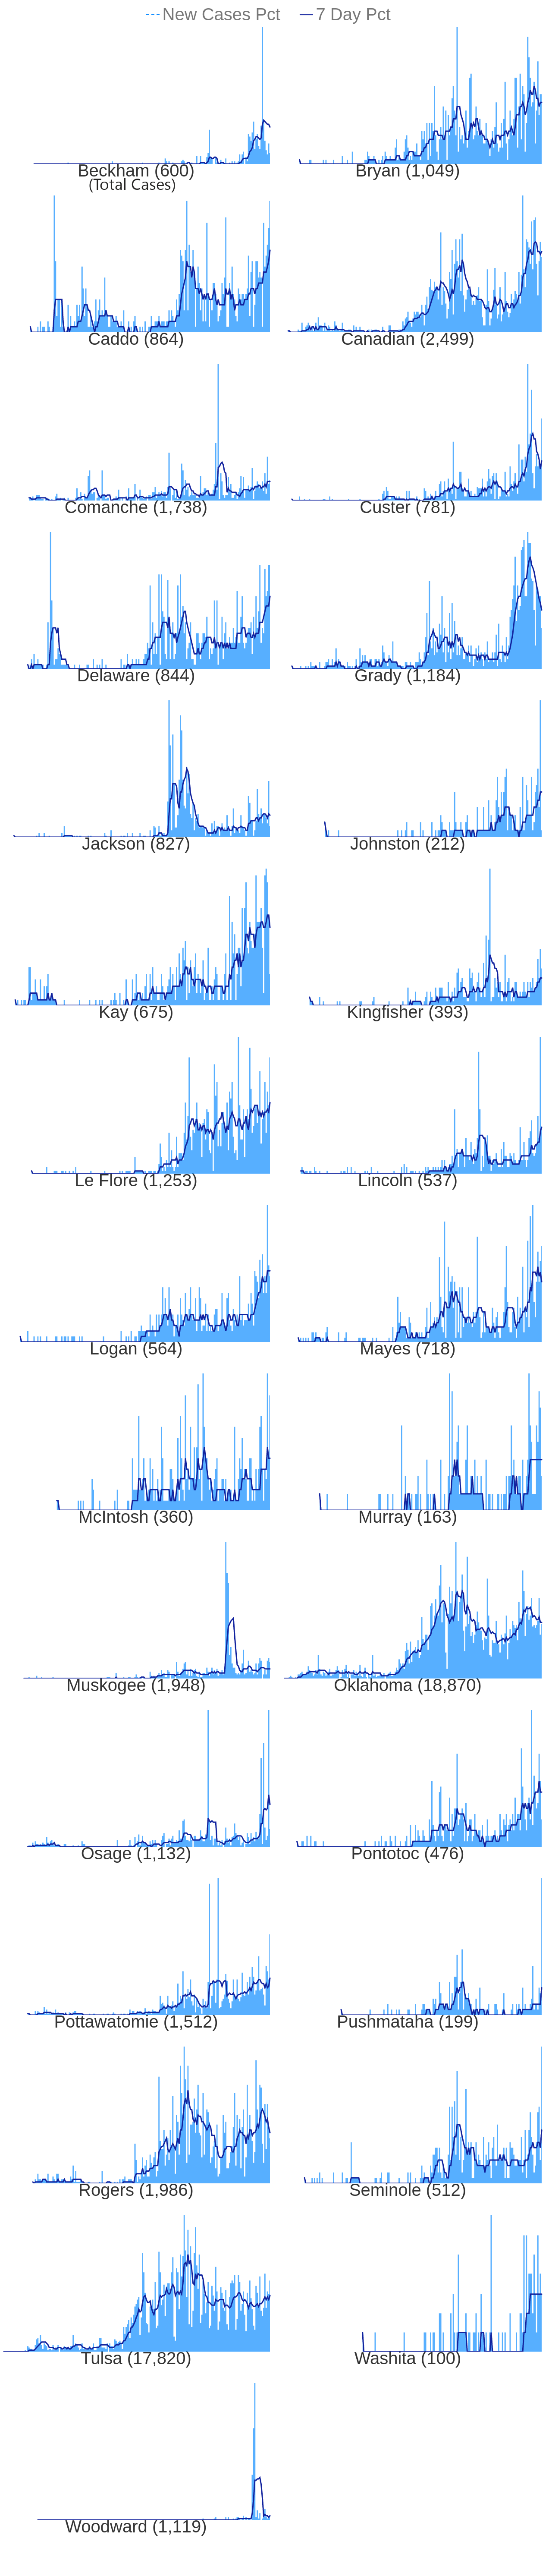 New Cases Pct 7 Day Pct
Beckham (600) Bryan (1,049)
(Total Cases)
Caddo (864) Canadian (2,499)
Comanche (1,738) Custer (781)
Delaware (844) Grady (1,184)
Jackson (827) Johnston (212)
Kay (675) Kingfisher (393)
Le Flore (1,253) Lincoln (537)
Logan (564) Mayes (718)
McIntosh (360) Murray (163)
Muskogee (1,948) Oklahoma (18,870)
Osage (1,132) Pontotoc (476)
Pottawatomie (1,512) Pushmataha (199)
Rogers (1,986) Seminole (512)
Tulsa (17,820) Washita (100)
Woodward (1,119)